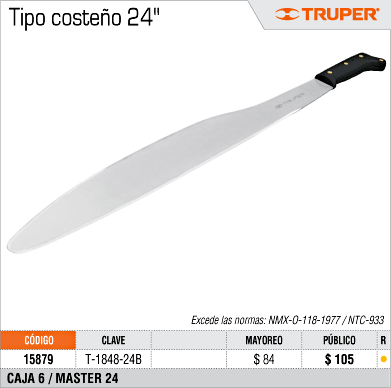 Tipo costeño 24"
TRUPER®
Excede las normas: NMX-O-118-1977 / NTC-933
CÓDIGO CLAVE MAYOREO PÚBLICO R
15879 T-1848-24B $ 84 $ 105
CAJA 6 / MASTER 24